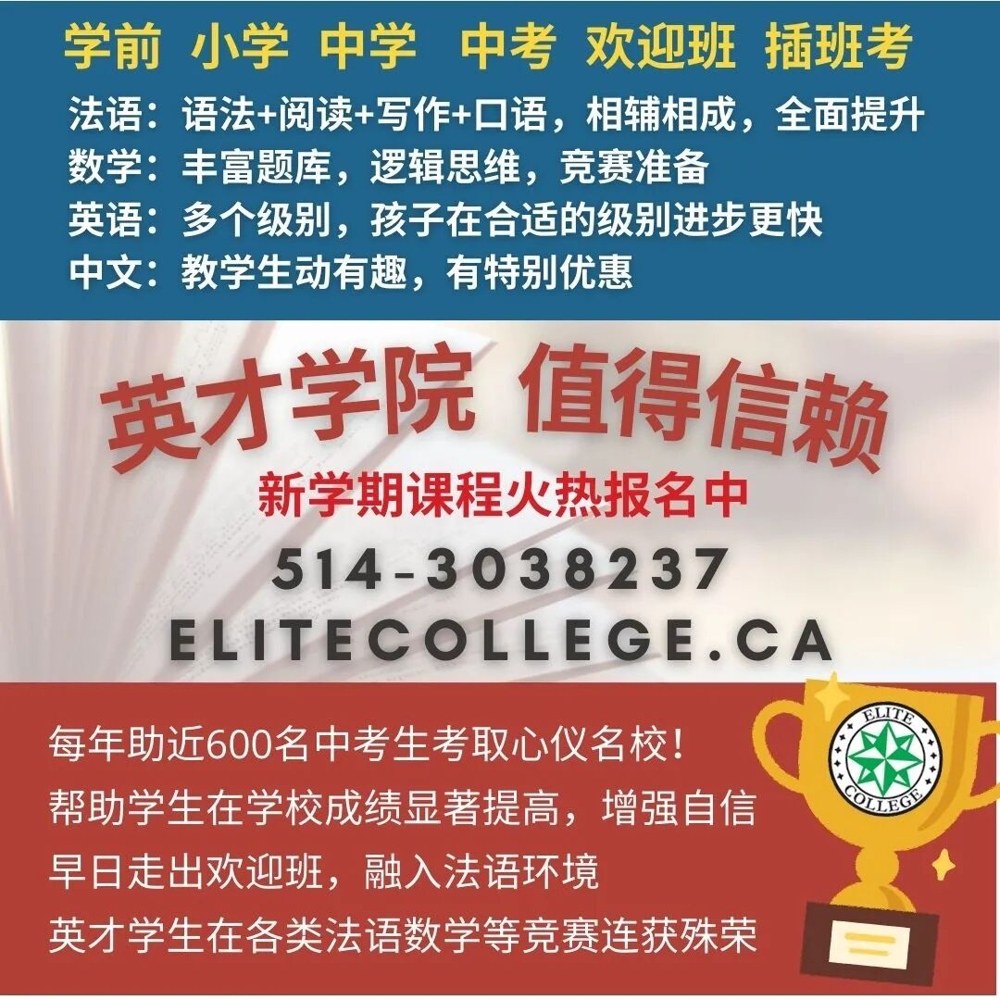 学前 小学 中学 中考 欢迎班 插班考
法语：语法+阅读+写作+口语，相辅相成，全面提升
数学：丰富题库，逻辑思维，竞赛准备
英语：多个级别，孩子在合适的级别进步更快
中文：教学生动有趣，有特别优惠
英才学院 值得信赖
新学期课程火热报名中
514-3038237
ELITECOLLEGE.CA
每年助近600名中考生考取心仪名校！
帮助学生在学校成绩显著提高，增强自信
早日走出欢迎班，融入法语环境
英才学生在各类法语数学等竞赛连获殊荣
ELITE
COLLEGE